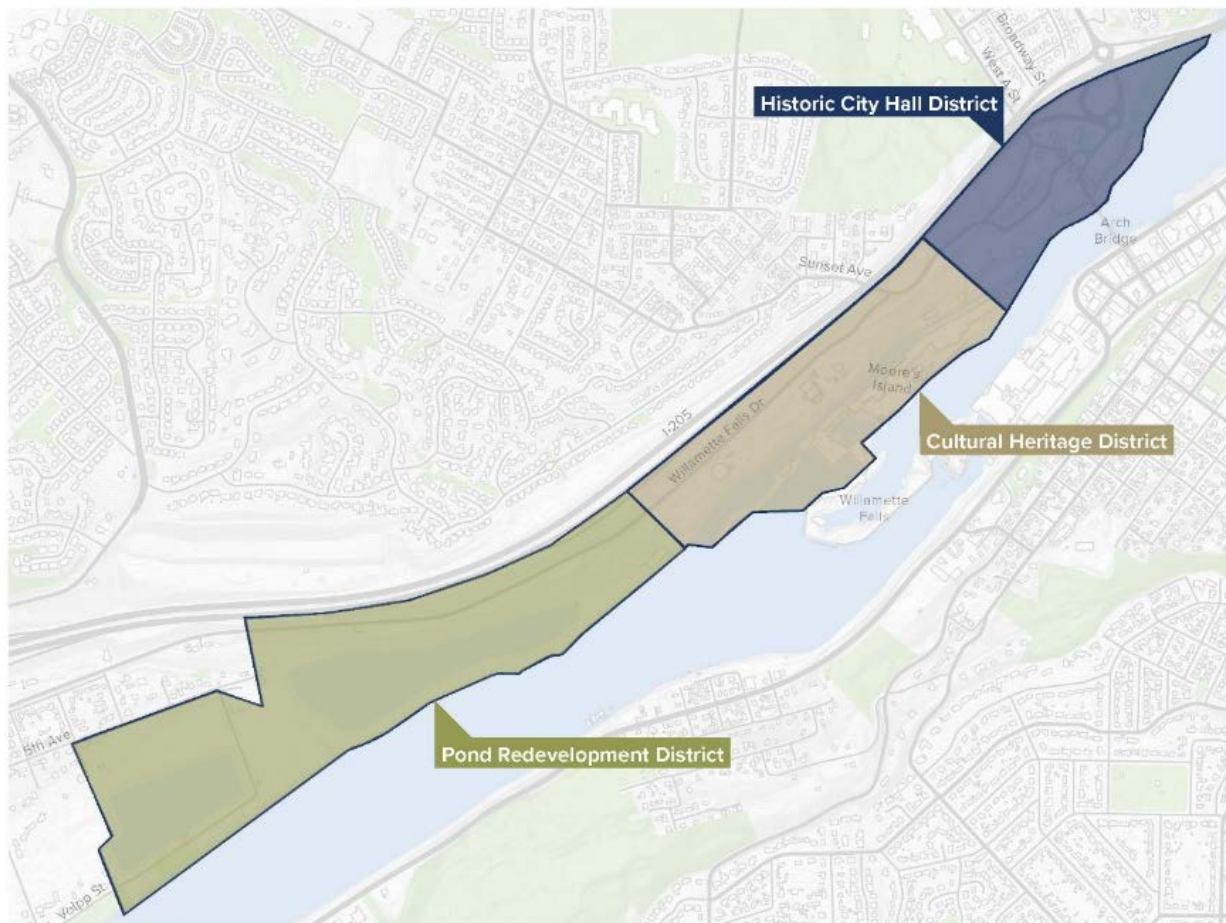 Broadway St
West A St
Historic City Hall District
Arch
Bridge
Sunset Ave
Moore's
Island
I-205
Willamette Falls Dr
Cultural Heritage District
Willamette
Falls
5th Ave
Pond Redevelopment District
Volpp St